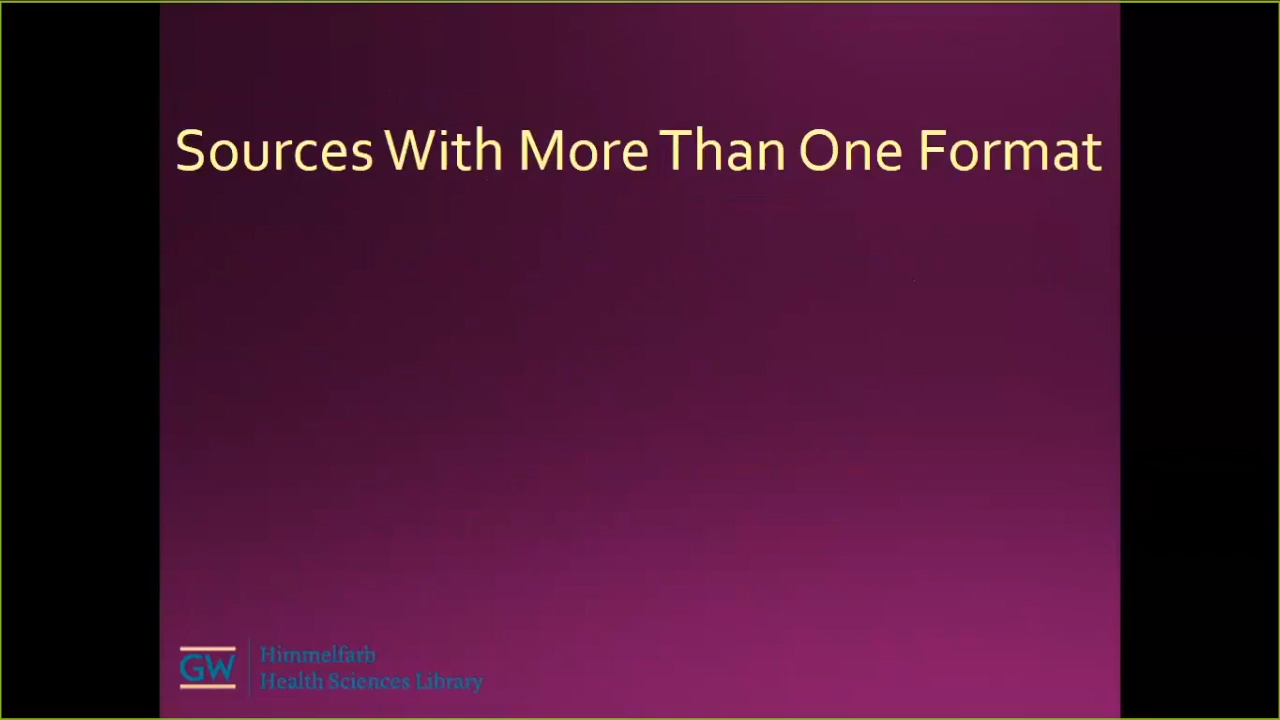 Sources With More Than One Format
GW
Himmelfarb
Health Sciences Library